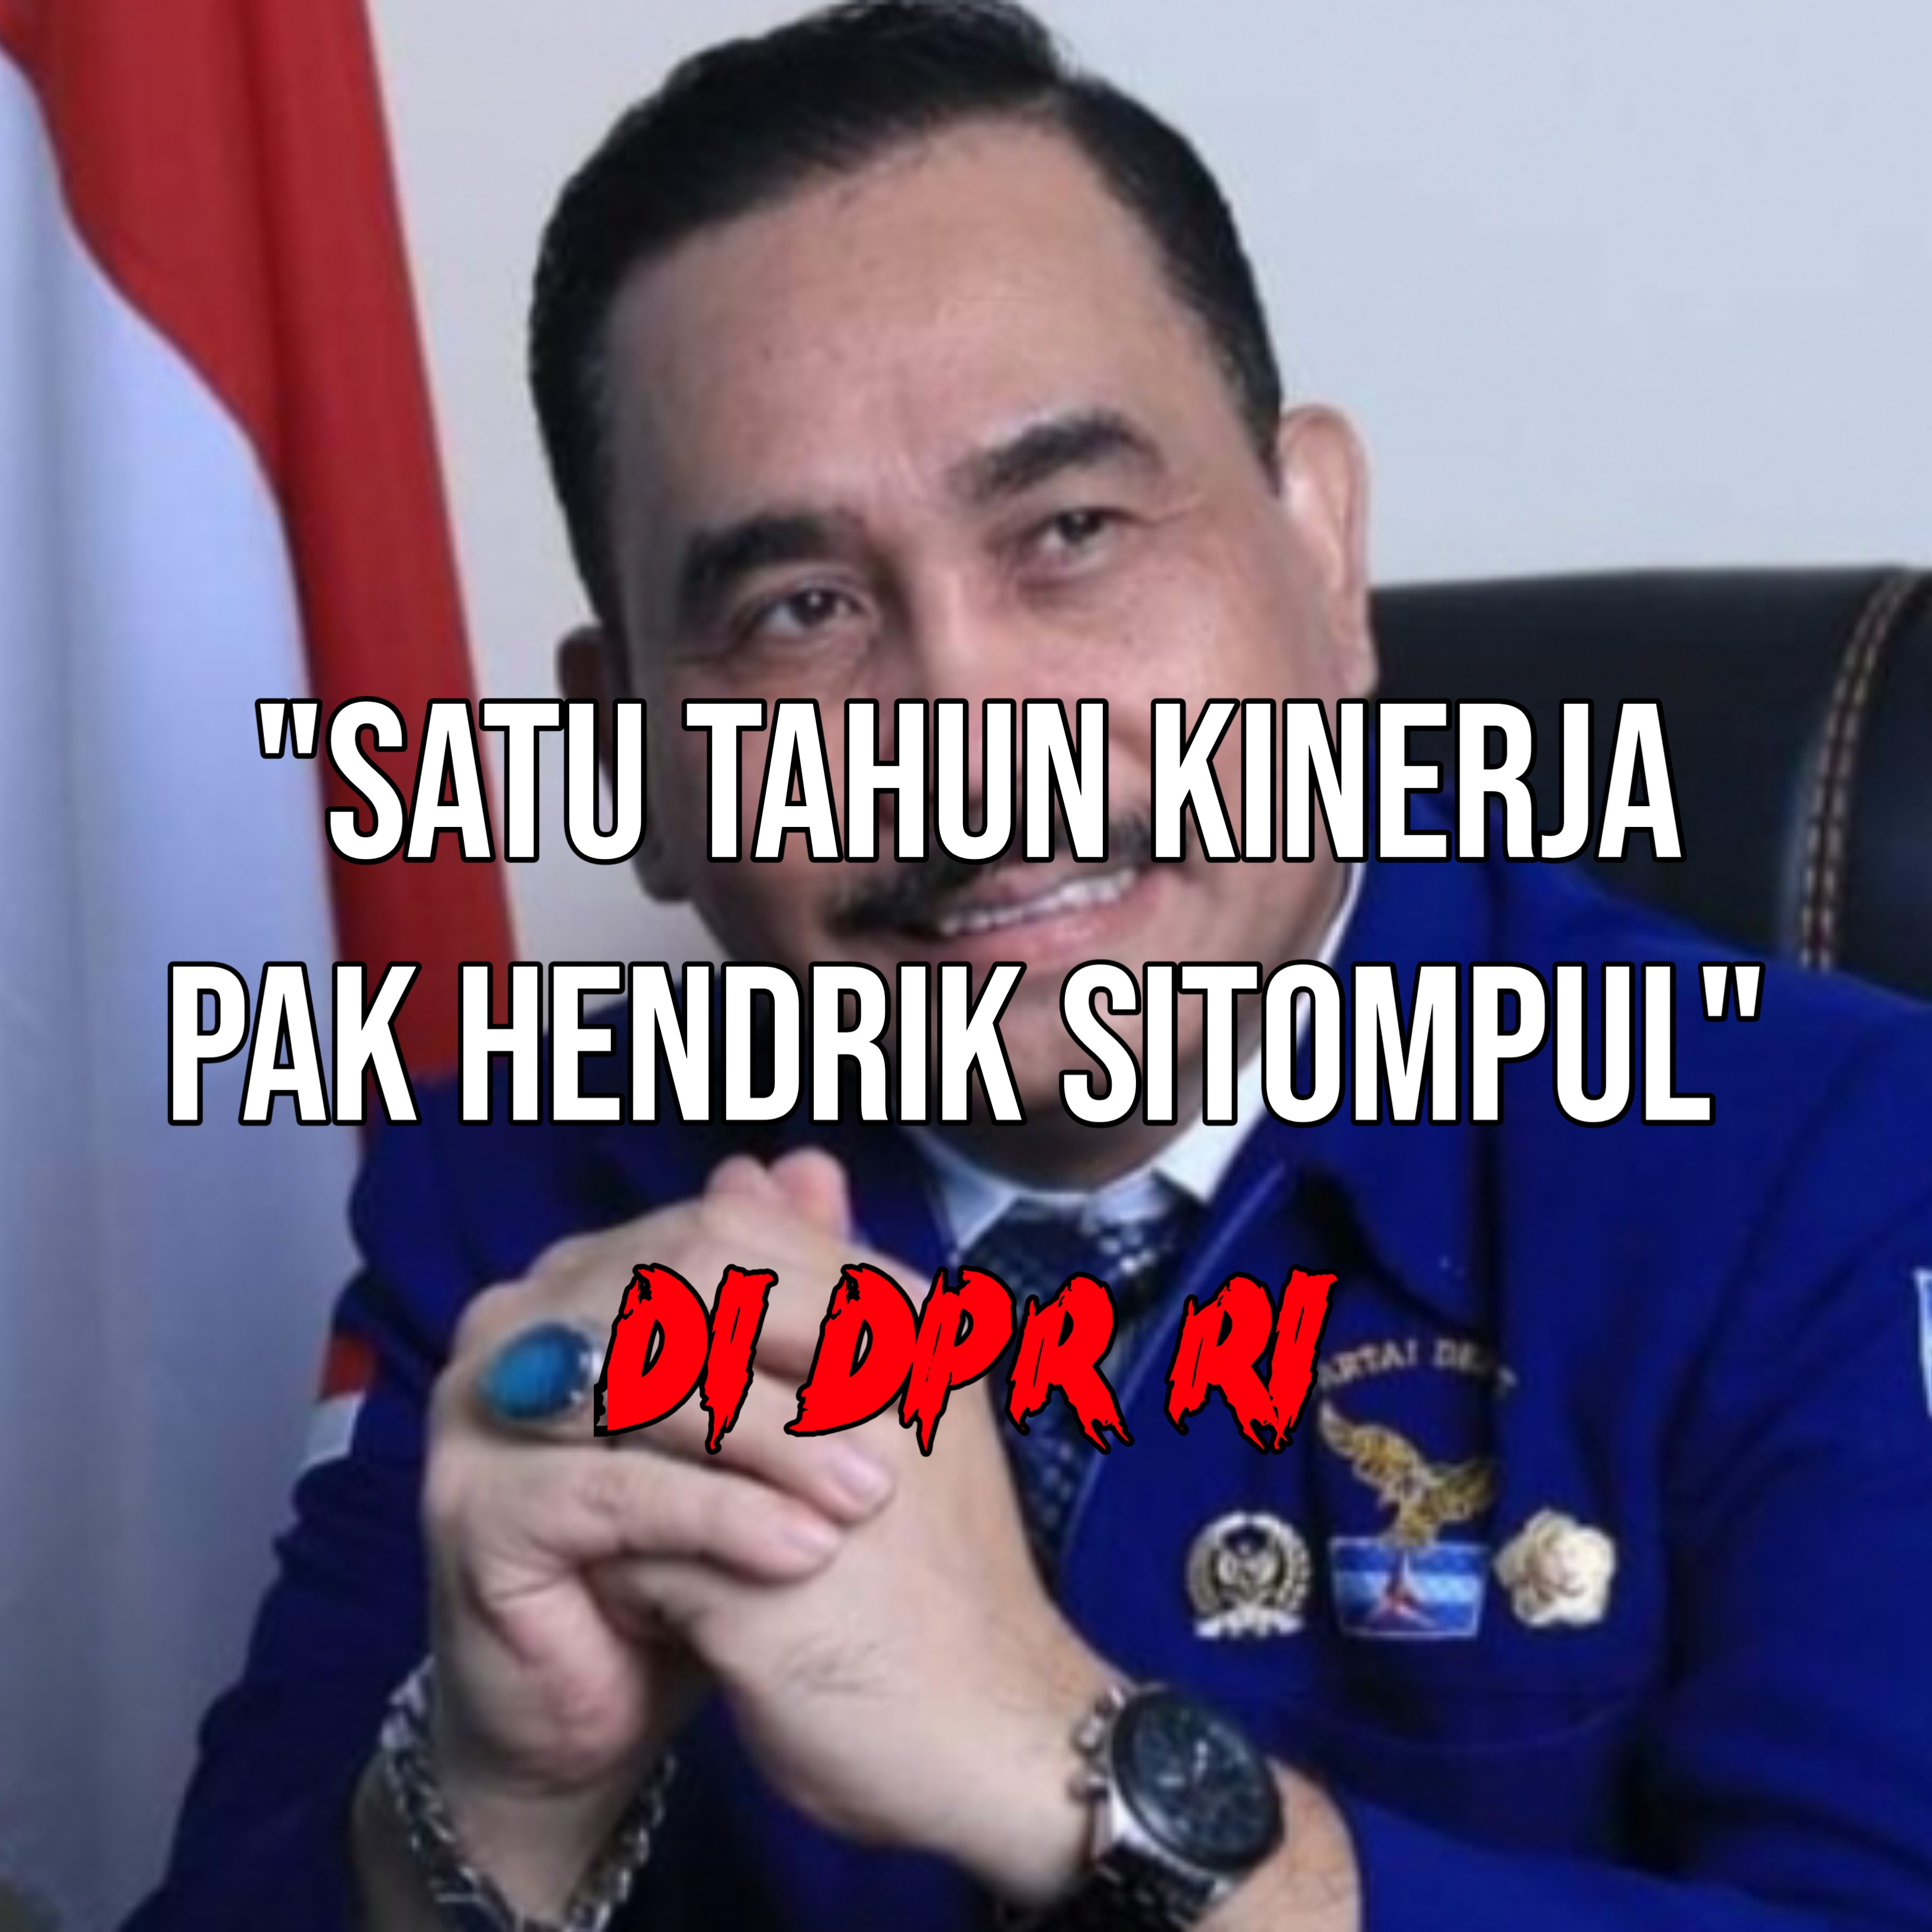 "SATU TAHUN KINERJA
PAK HENDRIK SITOMPUL"
DI DPR RI